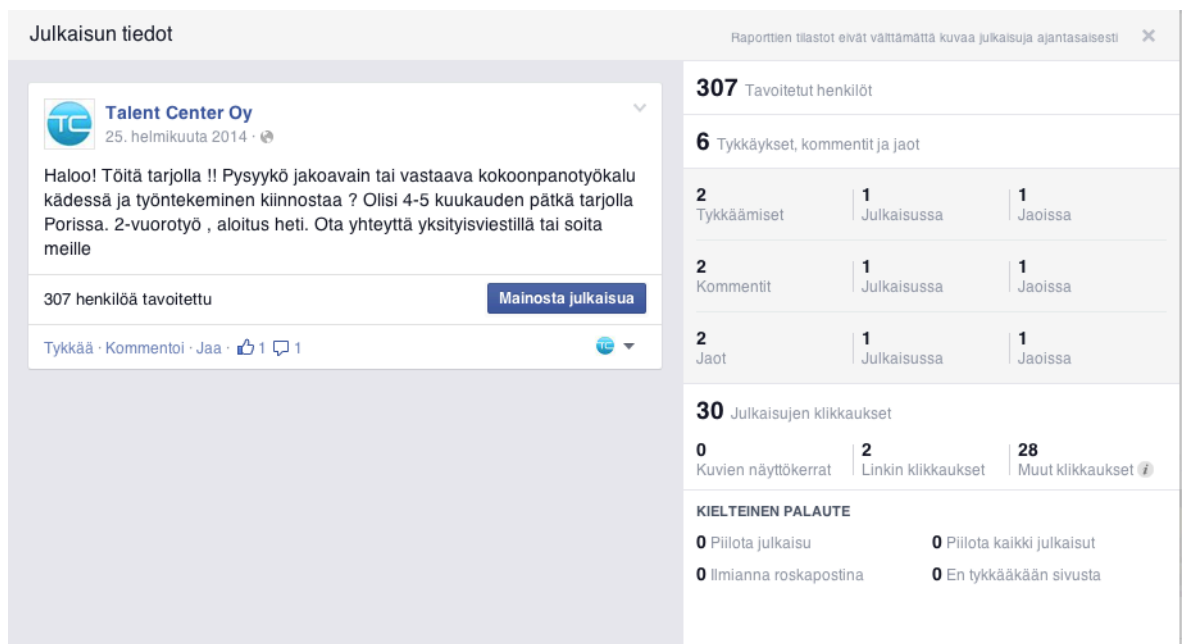 Julkaisun tiedot
Raporttien tilastot eivät välttämättä kuvaa julkaisuja ajantasaisesti
TC
Talent Center Oy
25. helmikuuta 2014 ·
Haloo! Töitä tarjolla !! Pysyykö jakoavain tai vastaava kokoonpanotyökalu
kädessä ja työntekeminen kiinnostaa ? Olisi 4-5 kuukauden pätkä tarjolla
Porissa. 2-vuorotyö , aloitus heti. Ota yhteyttä yksityisviestillä tai soita
meille
307 henkilöä tavoitettu
Mainosta julkaisua
Tykkää · Kommentoi · Jaa · 1 1
TC
307 Tavoitetut henkilöt
6 Tykkäykset, kommentit ja jaot
2 1 1
Tykkäämiset Julkaisussa Jaoissa
2 1 1
Kommentit Julkaisussa Jaoissa
2 1 1
Jaot Julkaisussa Jaoissa
30 Julkaisujen klikkaukset
0 2 28
Kuvien näyttökerrat Linkin klikkaukset Muut klikkaukset i
KIELTEINEN PALAUTE
0 Piilota julkaisu 0 Piilota kaikki julkaisut
0 Ilmianna roskapostina 0 En tykkääkään sivusta